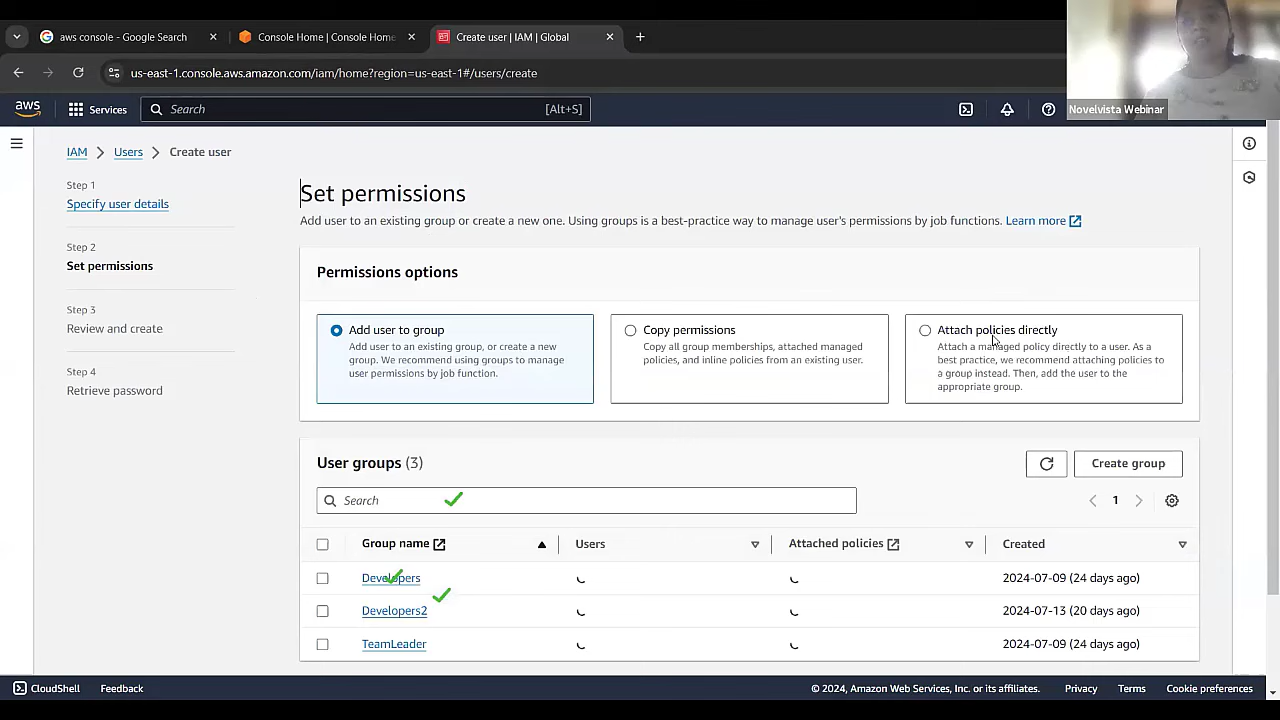 aws console - Google Search
Console Home | Console Home
Create user | IAM | Global
us-east-1.console.aws.amazon.com/iam/home?region=us-east-1#/users/create
aws
Services
Search
[Alt+S]
Novelvista Webinar
IAM
Users
Create user
Step 1
Specify user details
Step 2
Set permissions
Step 3
Review and create
Step 4
Retrieve password
Set permissions
Add user to an existing group or create a new one. Using groups is a best-practice way to manage user's permissions by job functions. Learn more
Permissions options
Add user to group
Add user to an existing group, or create a new
group. We recommend using groups to manage
user permissions by job function.
Copy permissions
Copy all group memberships, attached managed
policies, and inline policies from an existing user.
Attach policies directly
Attach a managed policy directly to a user. As a
best practice, we recommend attaching policies to
a group instead. Then, add the user to the
appropriate group.
User groups (3)
Create group
Search
1
Group name
Users
Attached policies
Created
Developers
2024-07-09 (24 days ago)
Developers2
2024-07-13 (20 days ago)
TeamLeader
2024-07-09 (24 days ago)
CloudShell
Feedback
© 2024, Amazon Web Services, Inc. or its affiliates.
Privacy
Terms
Cookie preferences